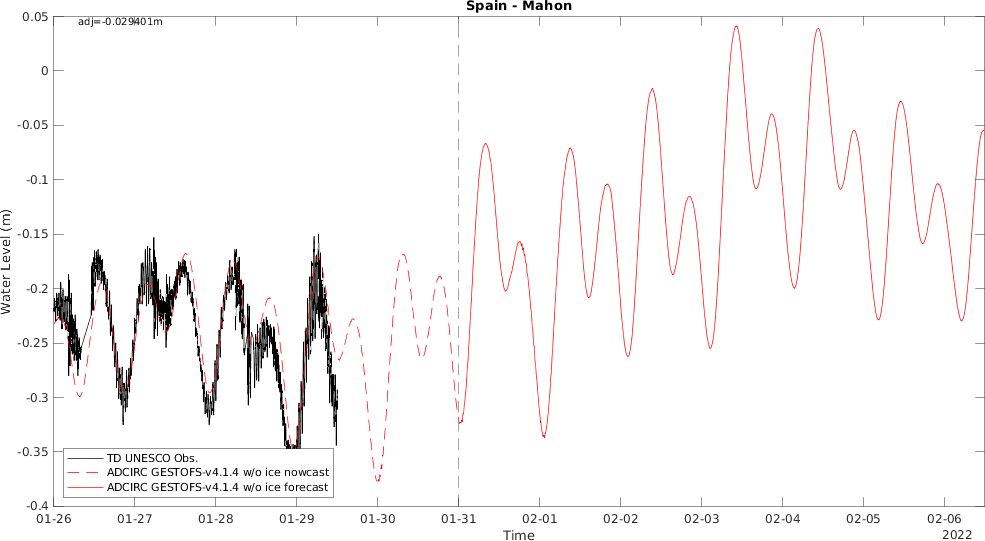 Spain - Mahon
adj=-0.029401m
0.05
0
-0.05
-0.1
-0.15
-0.2
-0.25
-0.3
-0.35
-0.4
Water Level (m)
TD UNESCO Obs.
ADCIRC GESTOFS-v4.1.4 w/o ice nowcast
ADCIRC GESTOFS-v4.1.4 w/o ice forecast
01-26 01-27 01-28 01-29 01-30 01-31 02-01 02-02 02-03 02-04 02-05 02-06
Time
2022